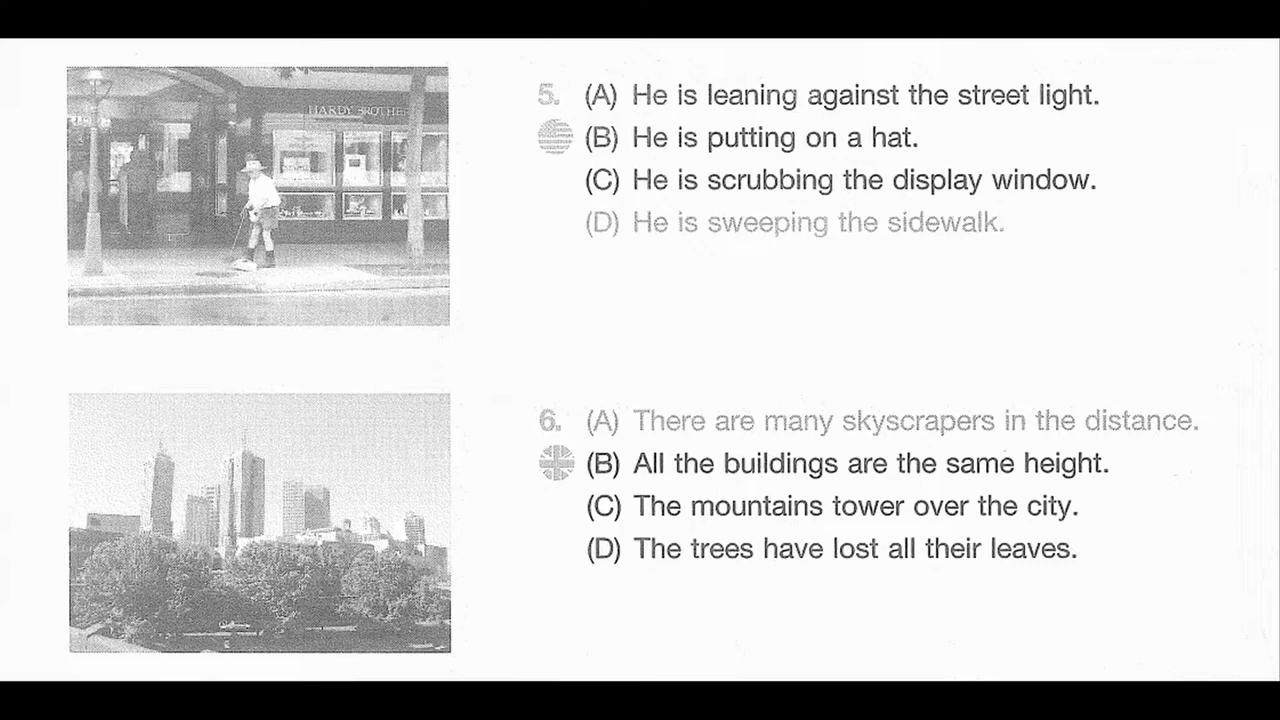 HARDY BROTHE
5. (A) He is leaning against the street light.
(B) He is putting on a hat.
(C) He is scrubbing the display window.
(D) He is sweeping the sidewalk.
6. (A) There are many skyscrapers in the distance.
(B) All the buildings are the same height.
(C) The mountains tower over the city.
(D) The trees have lost all their leaves.